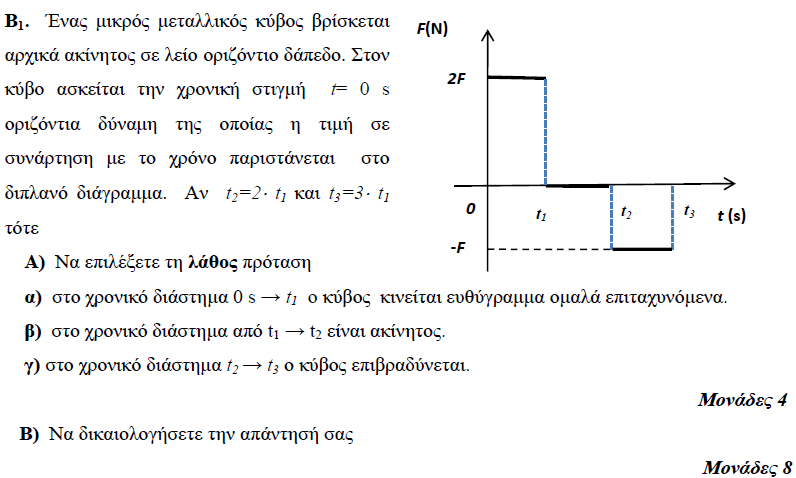 Β1. Ένας μικρός μεταλλικός κύβος βρίσκεται
αρχικά ακίνητος σε λείο οριζόντιο δάπεδο. Στον
κύβο ασκείται την χρονική στιγμή t= 0 s
οριζόντια δύναμη της οποίας η τιμή σε
συνάρτηση με το χρόνο παριστάνεται στο
διπλανό διάγραμμα. Αν t2=2· t1 και t3=3· t1
τότε
F(N)
2F
0
t1
t2
t3
t (s)
-F
Α) Να επιλέξετε τη λάθος πρόταση
α) στο χρονικό διάστημα 0 s → t1 ο κύβος κινείται ευθύγραμμα ομαλά επιταχυνόμενα.
β) στο χρονικό διάστημα από t1 → t2 είναι ακίνητος.
γ) στο χρονικό διάστημα t2 → t3 ο κύβος επιβραδύνεται.
Μονάδες 4
Β) Να δικαιολογήσετε την απάντησή σας
Μονάδες 8